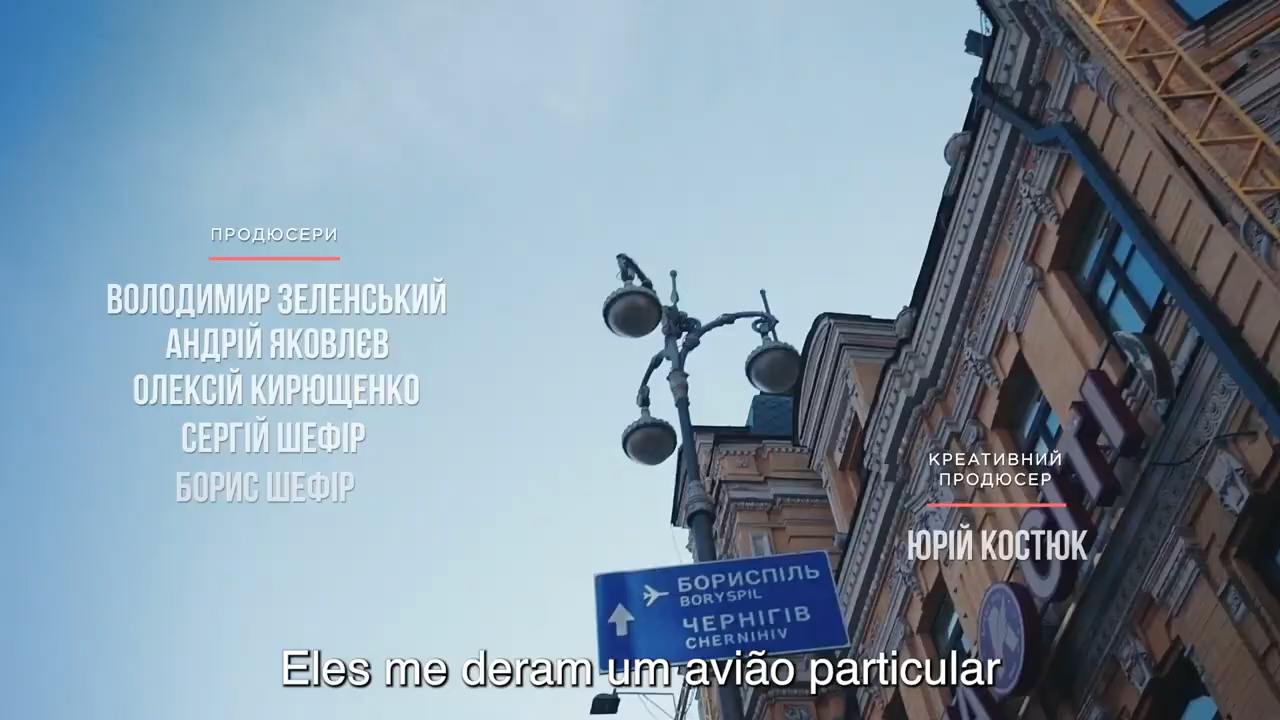 ПРОДЮСЕРИ
ВОЛОДИМИР ЗЕЛЕНСЬКИЙ
АНДРІЙ ЯКОВЛЄВ
ОЛЕКСІЙ КИРЮЩЕНКО
СЕРГІЙ ШЕФІР
БОРИС ШЕФІР
КРЕАТИВНИЙ
ПРОДЮСЕР
ЮРІЙ КОСТЮК
БОРИСПІЛЬ
BORYSPIL
ЧЕРНІГІВ
CHERNIHIV
Eles me deram um avião particular